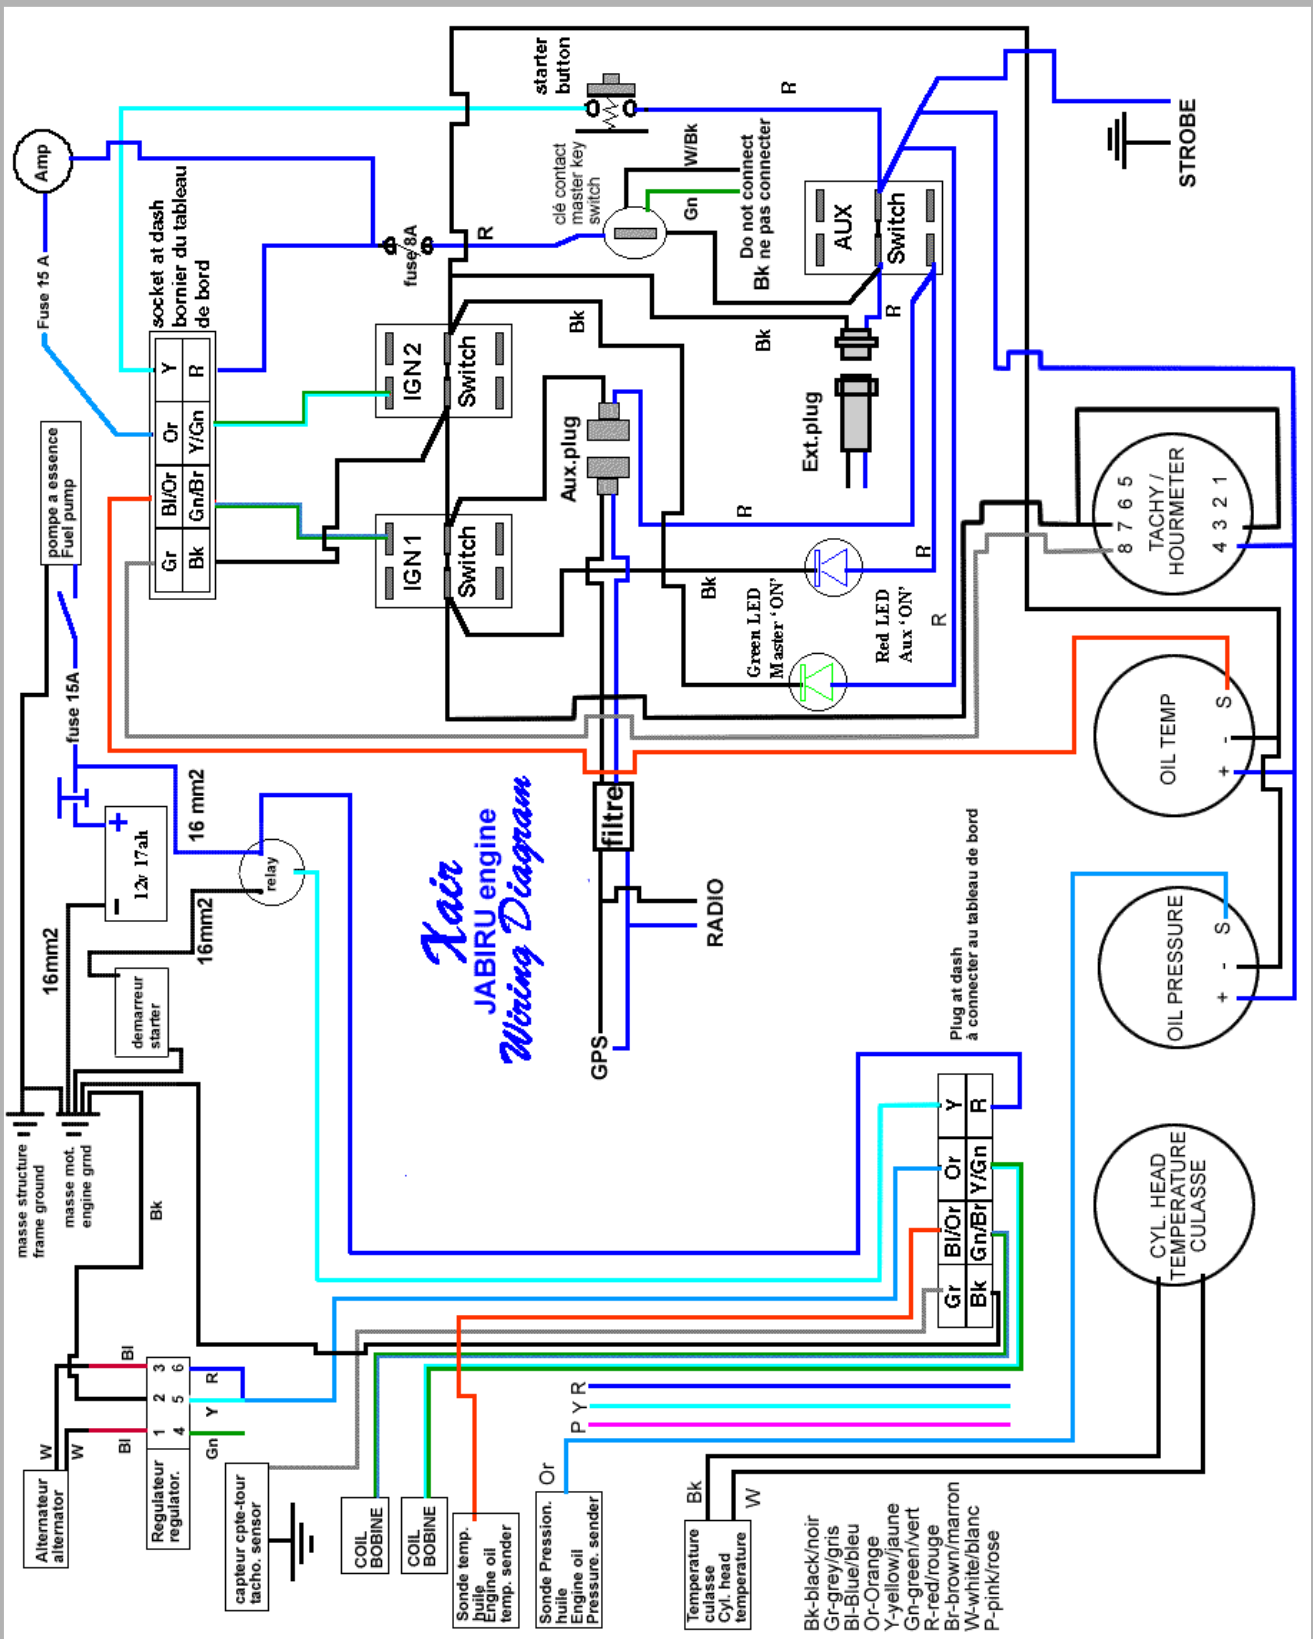 Xair
JABIRU engine
Wiring Diagram
Amp
Fuse 15 A
socket at dash
bornier du tableau
de bord
Y
R
Or
Y/Gn
Bl/Or
Gn/Br
Gr
Bk
pompe a essence
Fuel pump
fuse 15A
16 mm2
12v 17ah
+
-
relay
16mm2
16mm2
demarreur
starter
masse structure
frame ground
masse mot.
engine grnd
Bk
starter
button
R
clé contact
master key
switch
W/Bk
Gn
Do not connect
Bk ne pas connecter
fuse 8A
R
AUX
Switch
R
IGN2
Switch
Bk
Bk
IGN1
Switch
Aux.plug
Ext.plug
R
R
Bk
Green LED
Master ‘ON’
Red LED
Aux ‘ON’
R
STROBE
TACHY /
HOURMETER
8 7 6 5
4 3 2 1
OIL TEMP
+ - S
OIL PRESSURE
+ - S
CYL. HEAD
TEMPERATURE
CULASSE
filtre
RADIO
GPS
Plug at dash
à connecter au tableau de bord
Y
R
Or
Y/Gn
Bl/Or
Gn/Br
Gr
Bk
Alternateur
alternator
W
W
Bl
Bl
Regulateur
regulator.
1 2 3
4 5 6
R
Y
Gn
capteur cpte-tour
tacho. sensor
COIL
BOBINE
COIL
BOBINE
Sonde temp.
huile
Engine oil
temp. sender
Sonde Pression.
huile
Engine oil
Pressure. sender
Or
P Y R
Temperature
culasse
Cyl. head
temperature
Bk
W
Bk-black/noir
Gr-grey/gris
Bl-Blue/bleu
Or-Orange
Y-yellow/jaune
Gn-green/vert
R-red/rouge
Br-brown/marron
W-white/blanc
P-pink/rose